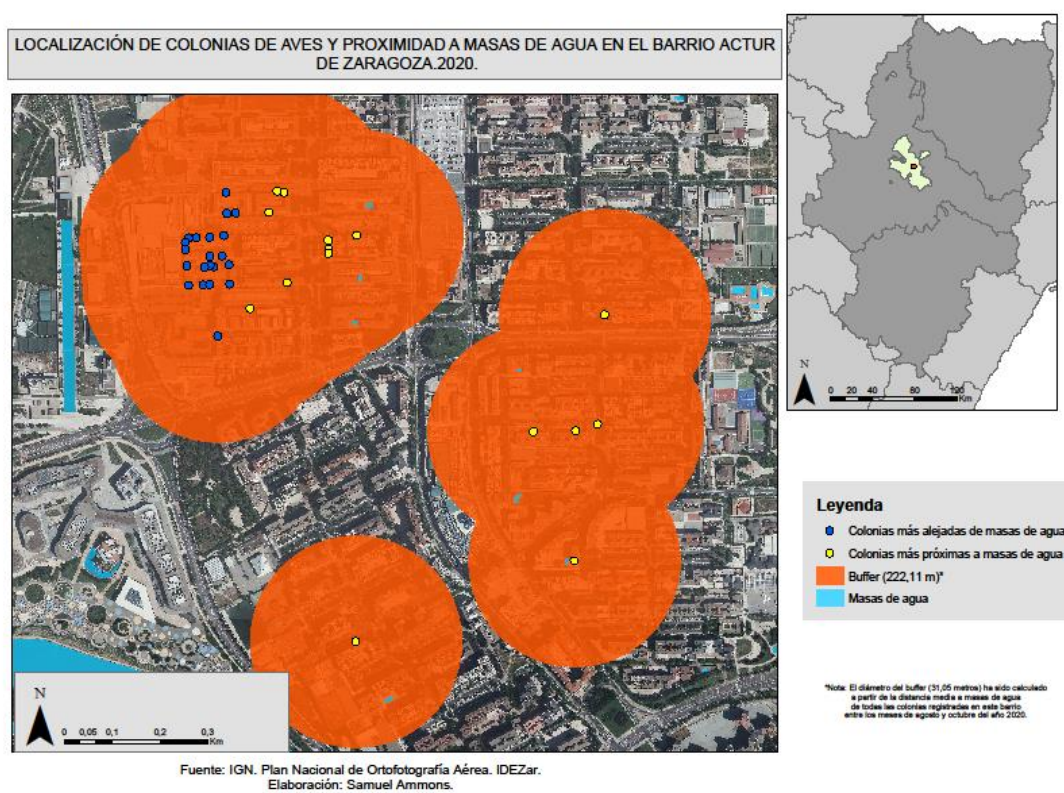 LOCALIZACIÓN DE COLONIAS DE AVES Y PROXIMIDAD A MASAS DE AGUA EN EL BARRIO ACTUR
DE ZARAGOZA.2020.
N
0 20 40 80 120
Km
Leyenda
Colonias más alejadas de masas de agua
Colonias más próximas a masas de agua
Buffer (222,11 m)*
Masas de agua
*Nota: El diámetro del buffer (31,05 metros) ha sido calculado
a partir de la distancia media a masas de agua
de todas las colonias registradas en este barrio
entre los meses de agosto y octubre del año 2020.
N
0 0,05 0,1 0,2 0,3
Km
Fuente: IGN. Plan Nacional de Ortofotografía Aérea. IDEZar.
Elaboración: Samuel Ammons.